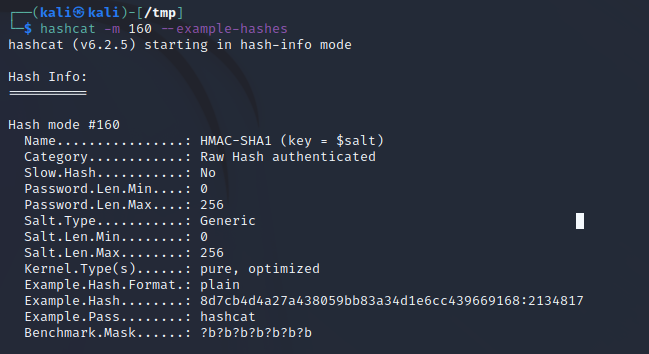 ┌──(kali㉿kali)-[/tmp]
└─$ hashcat -m 160 --example-hashes
hashcat (v6.2.5) starting in hash-info mode
Hash Info:
==========
Hash mode #160
Name................: HMAC-SHA1 (key = $salt)
Category............: Raw Hash authenticated
Slow.Hash...........: No
Password.Len.Min....: 0
Password.Len.Max....: 256
Salt.Type...........: Generic
Salt.Len.Min........: 0
Salt.Len.Max........: 256
Kernel.Type(s)......: pure, optimized
Example.Hash.Format.: plain
Example.Hash........: 8d7cb4d4a27a438059bb83a34d1e6cc439669168:2134817
Example.Pass........: hashcat
Benchmark.Mask......: ?b?b?b?b?b?b?b